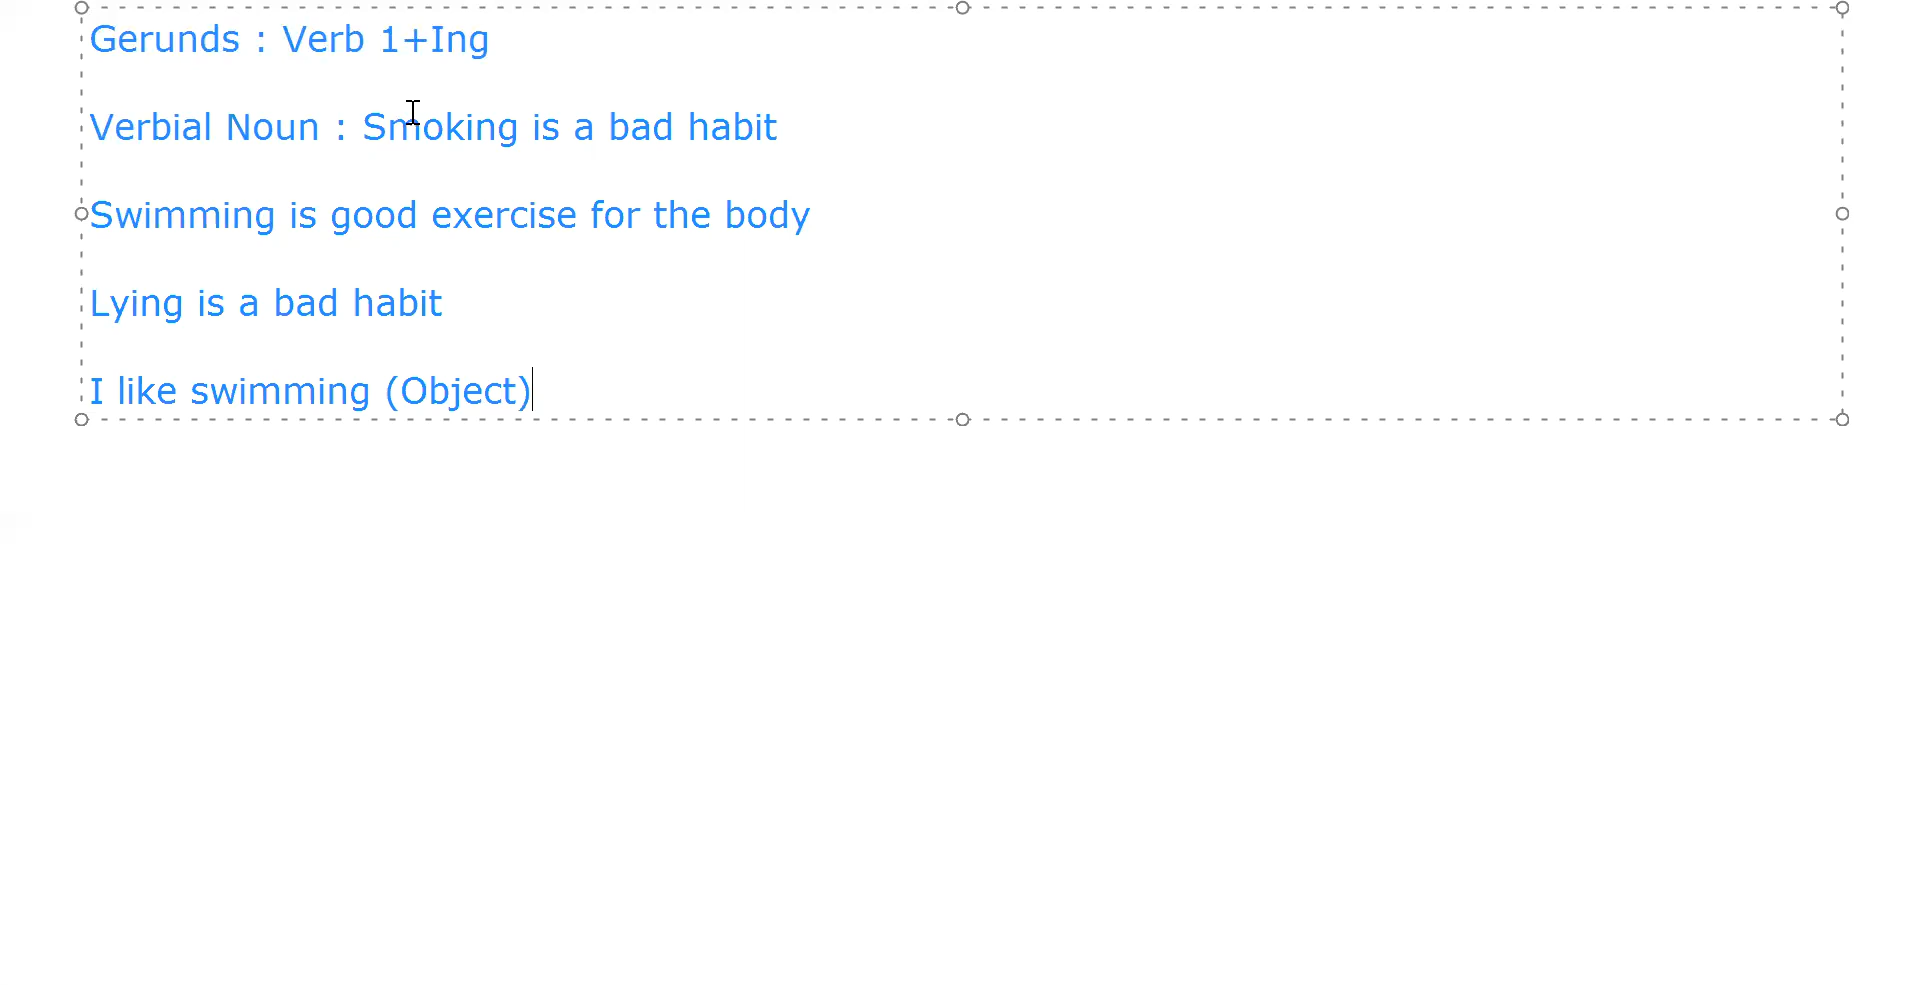 Gerunds : Verb 1+Ing
Verbial Noun : Smoking is a bad habit
Swimming is good exercise for the body
Lying is a bad habit
I like swimming (Object)